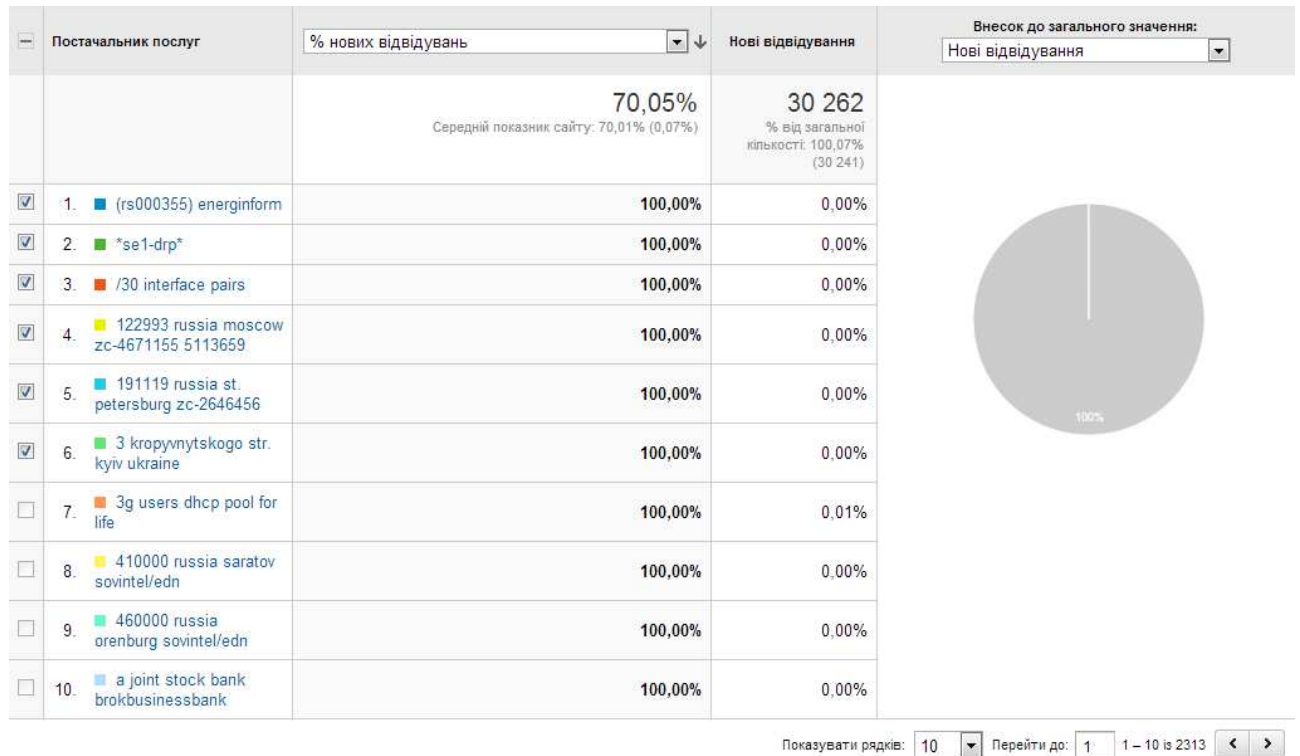 Внесок до загального значення:
Постачальник послуг
% нових відвідувань
Нові відвідування
Нові відвідування
70,05%
Середній показник сайту: 70,01% (0,07%)
30 262
% від загальної
кількості: 100,07%
(30 241)
1. (rs000355) energinform 100,00% 0,00%
2. *se1-drp* 100,00% 0,00%
3. /30 interface pairs 100,00% 0,00%
4. 122993 russia moscow
zc-4671155 5113659 100,00% 0,00%
5. 191119 russia st.
petersburg zc-2646456 100,00% 0,00%
6. 3 kropyvnytskogo str.
kyiv ukraine 100,00% 0,00%
7. 3g users dhcp pool for
life 100,00% 0,01%
8. 410000 russia saratov
sovintel/edn 100,00% 0,00%
9. 460000 russia
orenburg sovintel/edn 100,00% 0,00%
10. a joint stock bank
brokbusinessbank 100,00% 0,00%
100%
Показувати рядків: 10 Перейти до: 1 1 – 10 із 2313